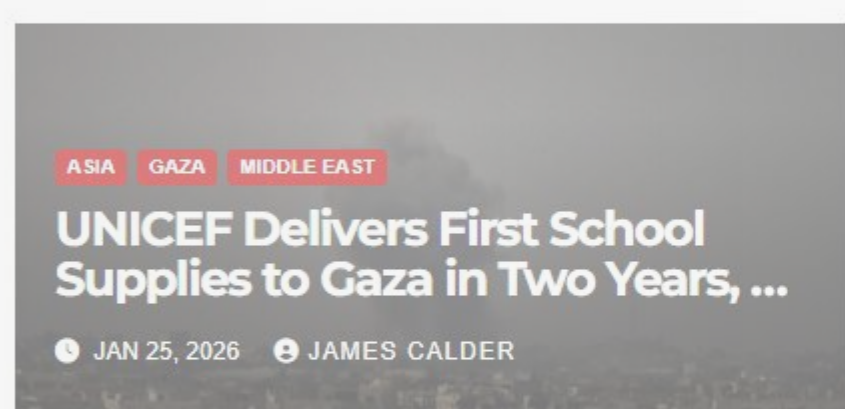 ASIA GAZA MIDDLE EAST
UNICEF Delivers First School
Supplies to Gaza in Two Years, ...
JAN 25, 2026 JAMES CALDER